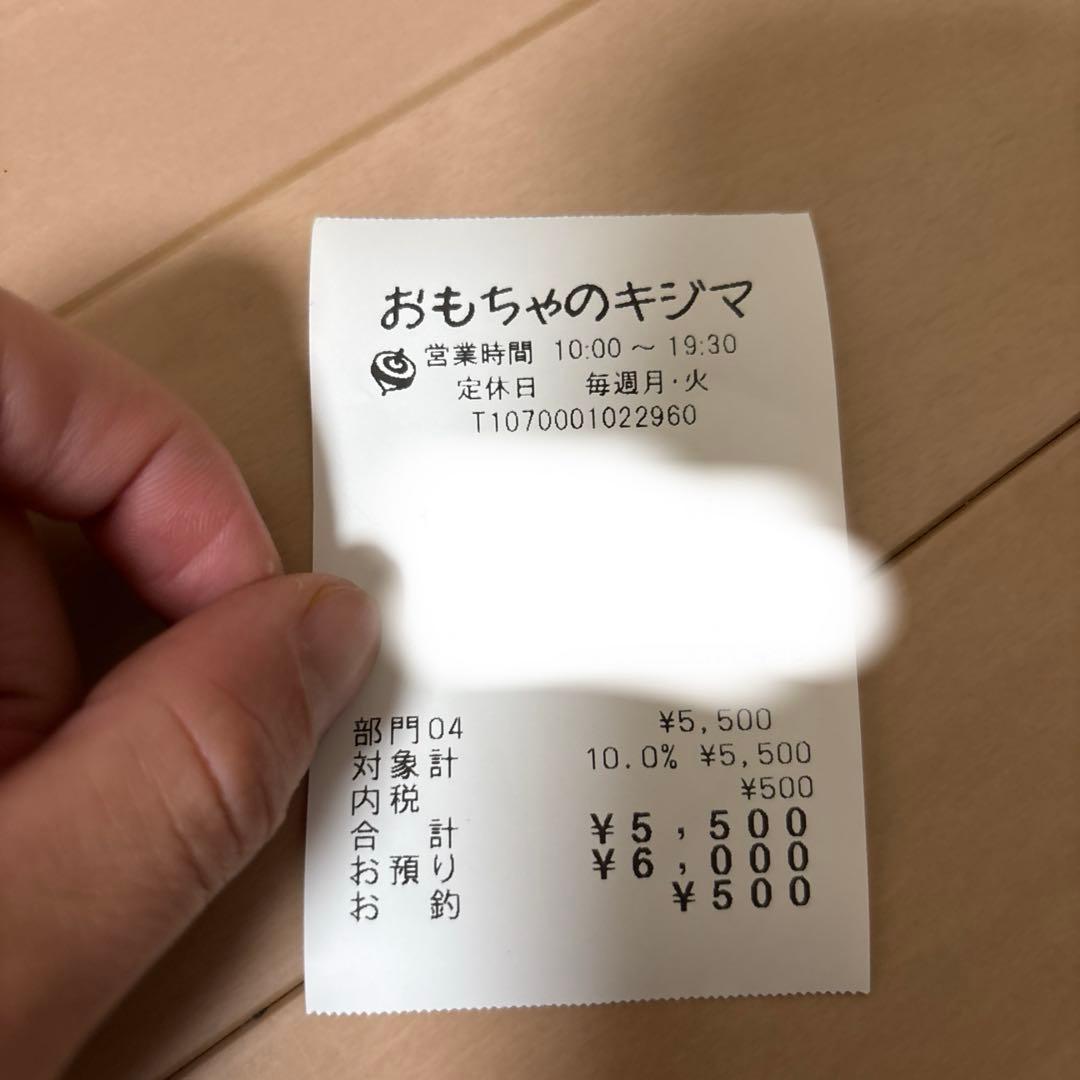 おもちゃのキジマ
営業時間 10:00～19:30
定休日 毎週月・火
T1070001022960
部門04 ¥5,500
対象計 10.0% ¥5,500
内税 ¥500
合計 ¥5,500
お預り ¥6,000
お釣 ¥500